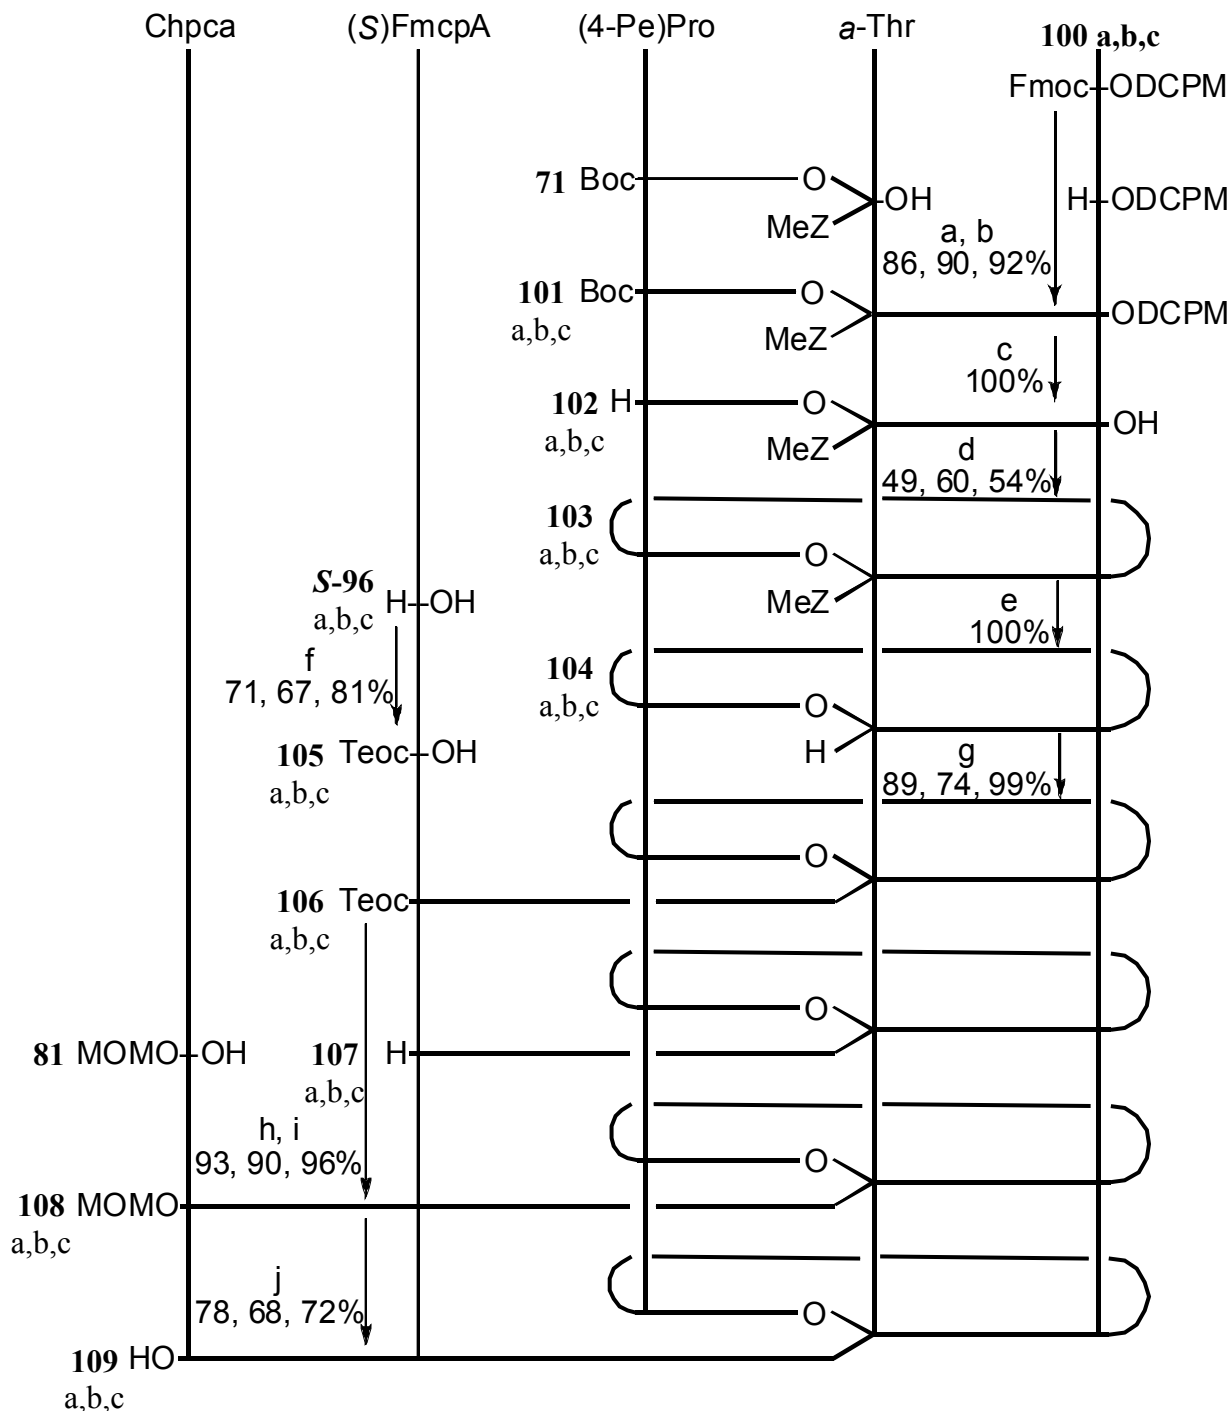 Chpca (S)FmcpA (4-Pe)Pro a-Thr 100 a,b,c
Fmoc ODCPM
71 Boc O OH H ODCPM
MeZ
a, b
86, 90, 92%
101 Boc O ODCPM
a,b,c MeZ
c
100%
102 H O OH
a,b,c MeZ
d
49, 60, 54%
103
a,b,c O
MeZ
S-96 H OH
a,b,c
e
100%
f
71, 67, 81%
104
a,b,c O
H
105 Teoc OH
a,b,c
g
89, 74, 99%
O
106 Teoc
a,b,c
O
81 MOMO OH 107 H
a,b,c
h, i
93, 90, 96%
O
108 MOMO
a,b,c
j
78, 68, 72%
O
109 HO
a,b,c